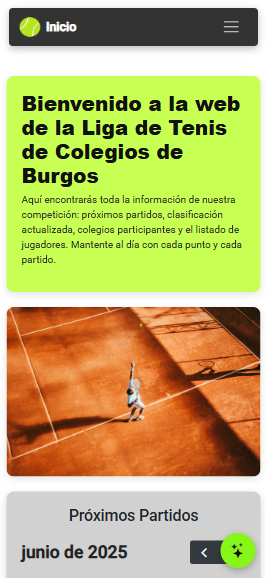 Inicio
Bienvenido a la web
de la Liga de Tenis
de Colegios de
Burgos
Aquí encontrarás toda la información de nuestra
competición: próximos partidos, clasificación
actualizada, colegios participantes y el listado de
jugadores. Mantente al día con cada punto y cada
partido.
Próximos Partidos
junio de 2025